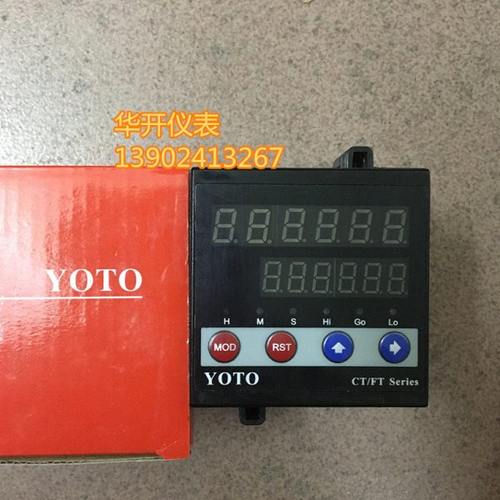 华开仪表
13902413267
YOTO
H M S Hi Go Lo
MOD RST
YOTO CT/FT Series